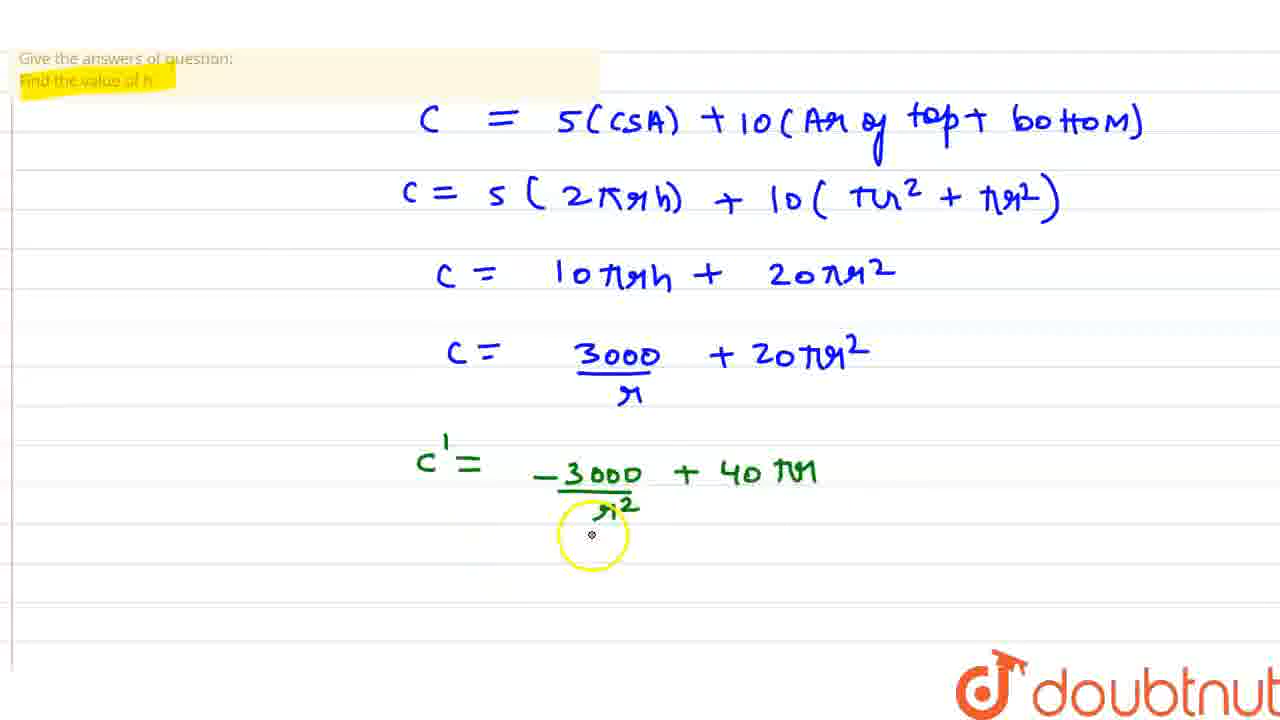 Give the answers of question:
Find the value of h
C = 5(CSA) + 10(Ar of top + bottom)
C = 5(2πrh) + 10(πr² + πr²)
C = 10πrh + 20πr²
C = 3000/r + 20πr²
C' = -3000/r² + 40πr
doubtnut